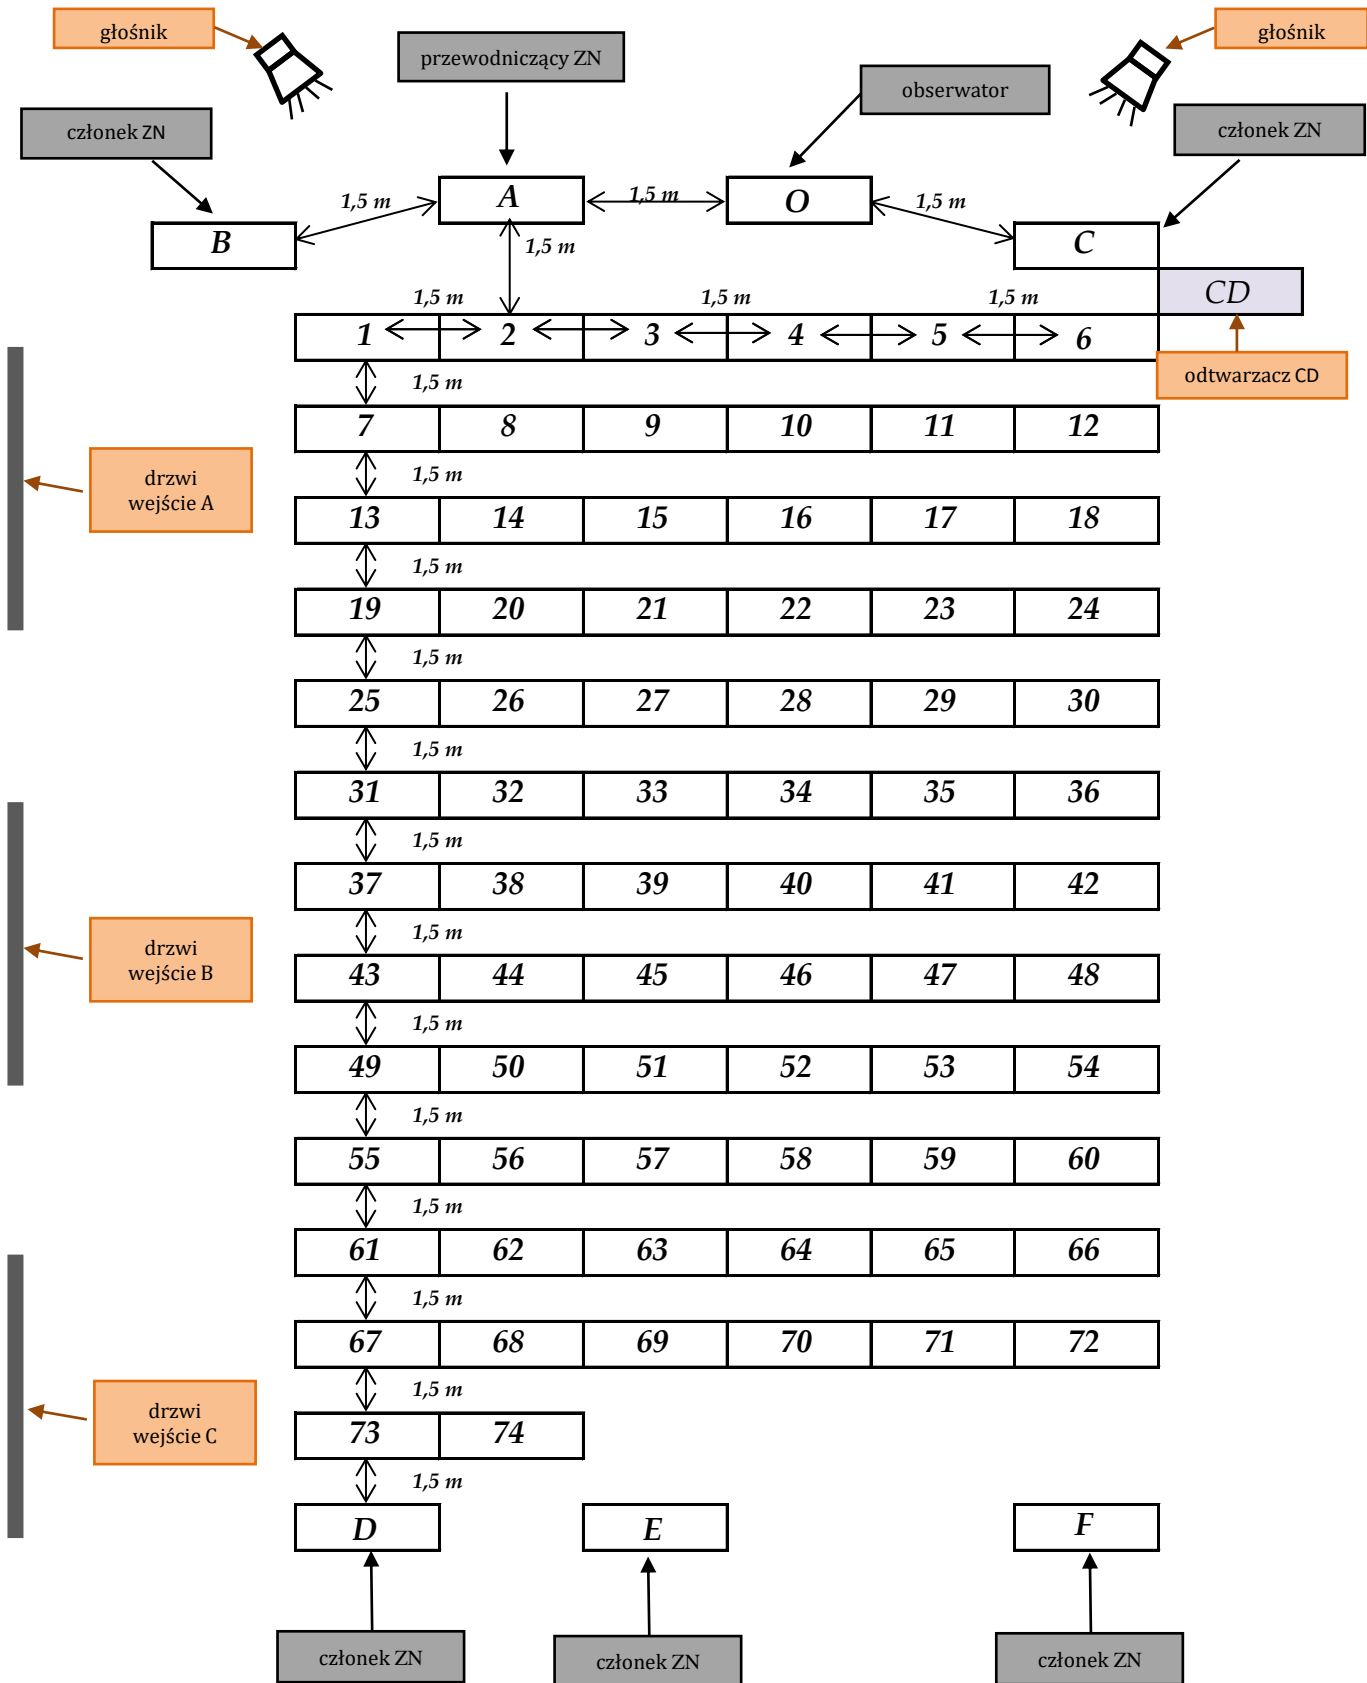 głośnik
głośnik
przewodniczący ZN
obserwator
członek ZN
członek ZN
1,5 m
A
1,5 m
O
1,5 m
B
1,5 m
C
CD
1,5 m
1,5 m
1,5 m
1 2 3 4 5 6
odtwarzacz CD
1,5 m
7 8 9 10 11 12
drzwi
wejście A
1,5 m
13 14 15 16 17 18
1,5 m
19 20 21 22 23 24
1,5 m
25 26 27 28 29 30
1,5 m
31 32 33 34 35 36
1,5 m
37 38 39 40 41 42
drzwi
wejście B
1,5 m
43 44 45 46 47 48
1,5 m
49 50 51 52 53 54
1,5 m
55 56 57 58 59 60
1,5 m
61 62 63 64 65 66
1,5 m
67 68 69 70 71 72
1,5 m
drzwi
wejście C
73 74
1,5 m
D E F
członek ZN
członek ZN
członek ZN